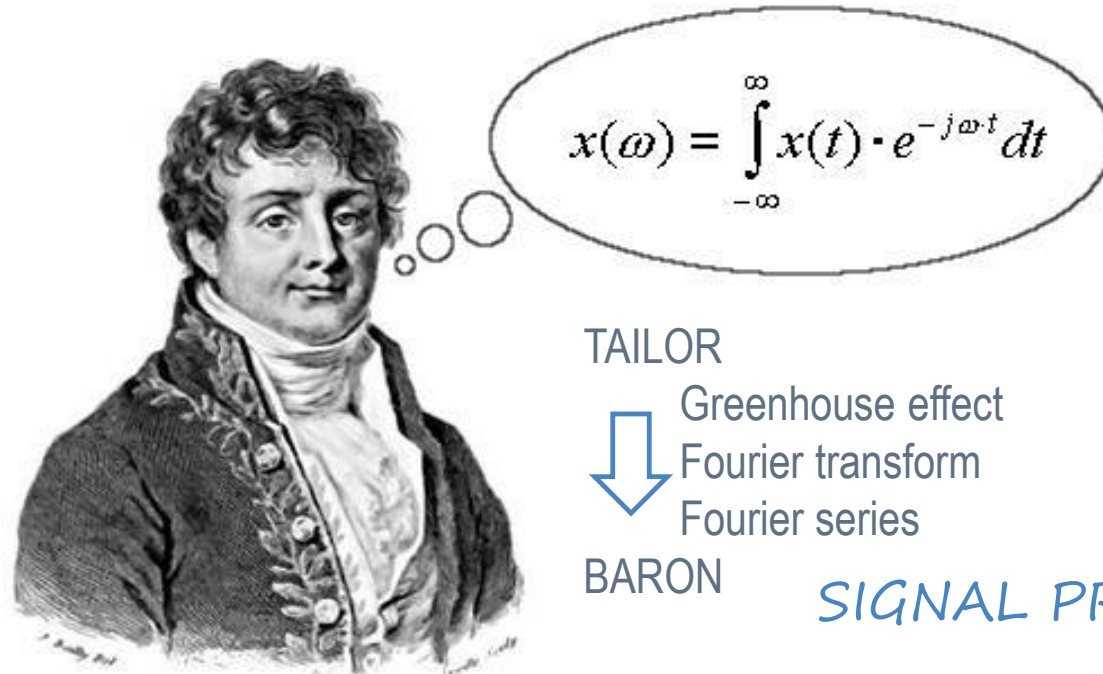 x(ω) = ∫_{-∞}^{∞} x(t) · e^{-jω·t} dt
TAILOR
Greenhouse effect
Fourier transform
Fourier series
BARON
SIGNAL PR